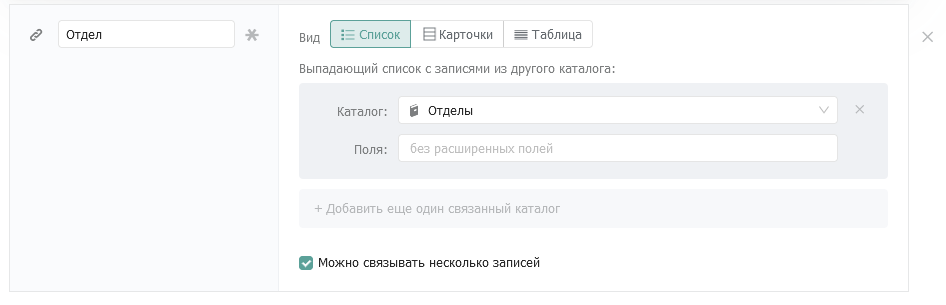 Отдел
Вид Список Карточки Таблица
Выпадающий список с записями из другого каталога:
Каталог: Отделы
Поля: без расширенных полей
+ Добавить еще один связанный каталог
Можно связывать несколько записей